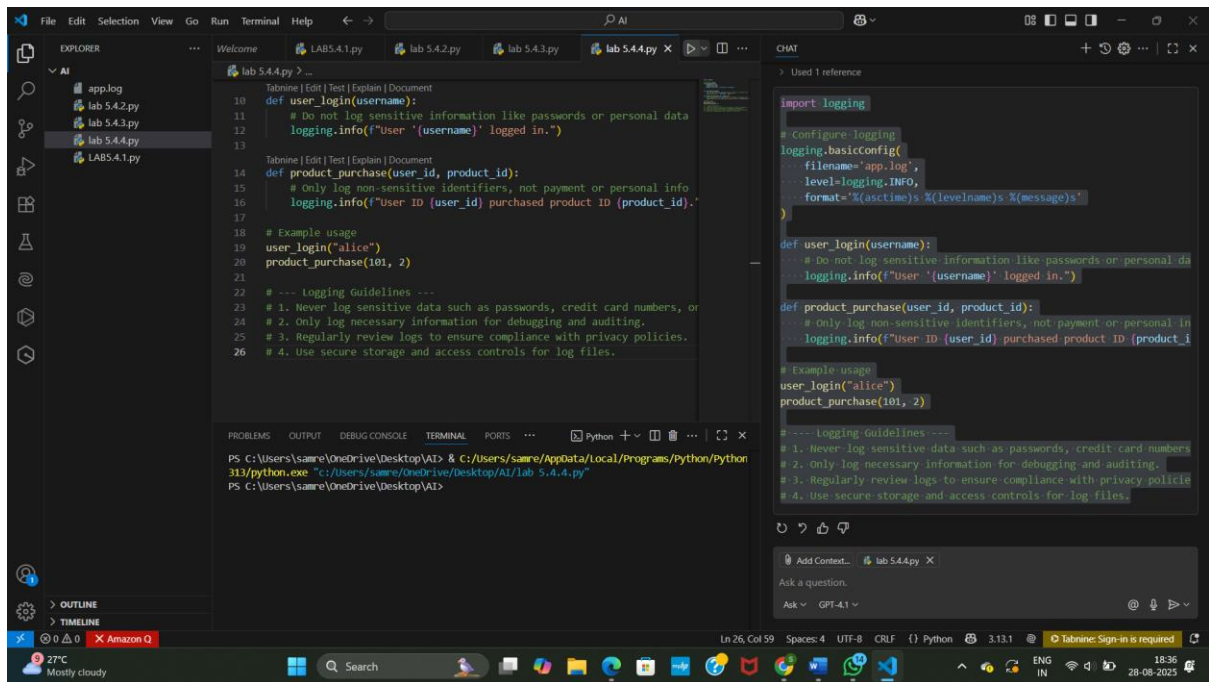 File Edit Selection View Go Run Terminal Help
AI
EXPLORER
AI
app.log
lab 5.4.2.py
lab 5.4.3.py
lab 5.4.4.py
LAB5.4.1.py
OUTLINE
TIMELINE
Welcome LAB5.4.1.py lab 5.4.2.py lab 5.4.3.py lab 5.4.4.py
lab 5.4.4.py > ...
Tabnine | Edit | Test | Explain | Document
10 def user_login(username):
11 # Do not log sensitive information like passwords or personal data
12 logging.info(f"User '{username}' logged in.")
13
Tabnine | Edit | Test | Explain | Document
14 def product_purchase(user_id, product_id):
15 # Only log non-sensitive identifiers, not payment or personal info
16 logging.info(f"User ID {user_id} purchased product ID {product_id}."
17
18 # Example usage
19 user_login("alice")
20 product_purchase(101, 2)
21
22 # --- Logging Guidelines ---
23 # 1. Never log sensitive data such as passwords, credit card numbers, or
24 # 2. Only log necessary information for debugging and auditing.
25 # 3. Regularly review logs to ensure compliance with privacy policies.
26 # 4. Use secure storage and access controls for log files.
PROBLEMS OUTPUT DEBUG CONSOLE TERMINAL PORTS ... Python
PS C:\Users\samre\OneDrive\Desktop\AI> & C:/Users/samre/AppData/Local/Programs/Python/Python
313/python.exe "c:/Users/samre/OneDrive/Desktop/AI/lab 5.4.4.py"
PS C:\Users\samre\OneDrive\Desktop\AI>
CHAT
> Used 1 reference
import logging
# Configure logging
logging.basicConfig(
filename='app.log',
level=logging.INFO,
format='%(asctime)s %(levelname)s %(message)s'
)
def user_login(username):
# Do not log sensitive information like passwords or personal da
logging.info(f"User '{username}' logged in.")
def product_purchase(user_id, product_id):
# Only log non-sensitive identifiers, not payment or personal in
logging.info(f"User ID {user_id} purchased product ID {product_i
# Example usage
user_login("alice")
product_purchase(101, 2)
# --- Logging Guidelines ---
# 1. Never log sensitive data such as passwords, credit card numbers
# 2. Only log necessary information for debugging and auditing.
# 3. Regularly review logs to ensure compliance with privacy policie
# 4. Use secure storage and access controls for log files.
Add Context... lab 5.4.4.py
Ask a question.
Ask GPT-4.1
0 0 Amazon Q Ln 26, Col 59 Spaces: 4 UTF-8 CRLF {} Python 3.13.1 Tabnine: Sign-in is required
9 27°C
Mostly cloudy
Search
14
ENG
IN
18:36
28-08-2025